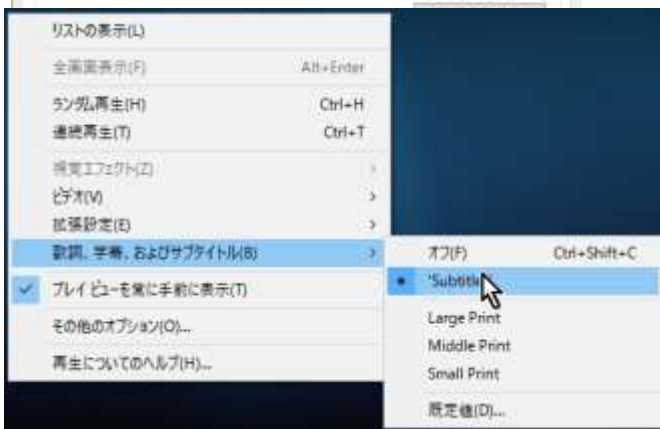 リストの表示(L)
全画面表示(F) Alt+Enter
ランダム再生(H) Ctrl+H
連続再生(T) Ctrl+T
視覚エフェクト(Z)
ビデオ(V)
拡張設定(E)
歌詞、字幕、およびサブタイトル(B)
プレイ ビューを常に手前に表示(T)
その他のオプション(O)...
再生についてのヘルプ(H)...
オフ(F) Ctrl+Shift+C
'Subtitle'
Large Print
Middle Print
Small Print
既定値(D)...